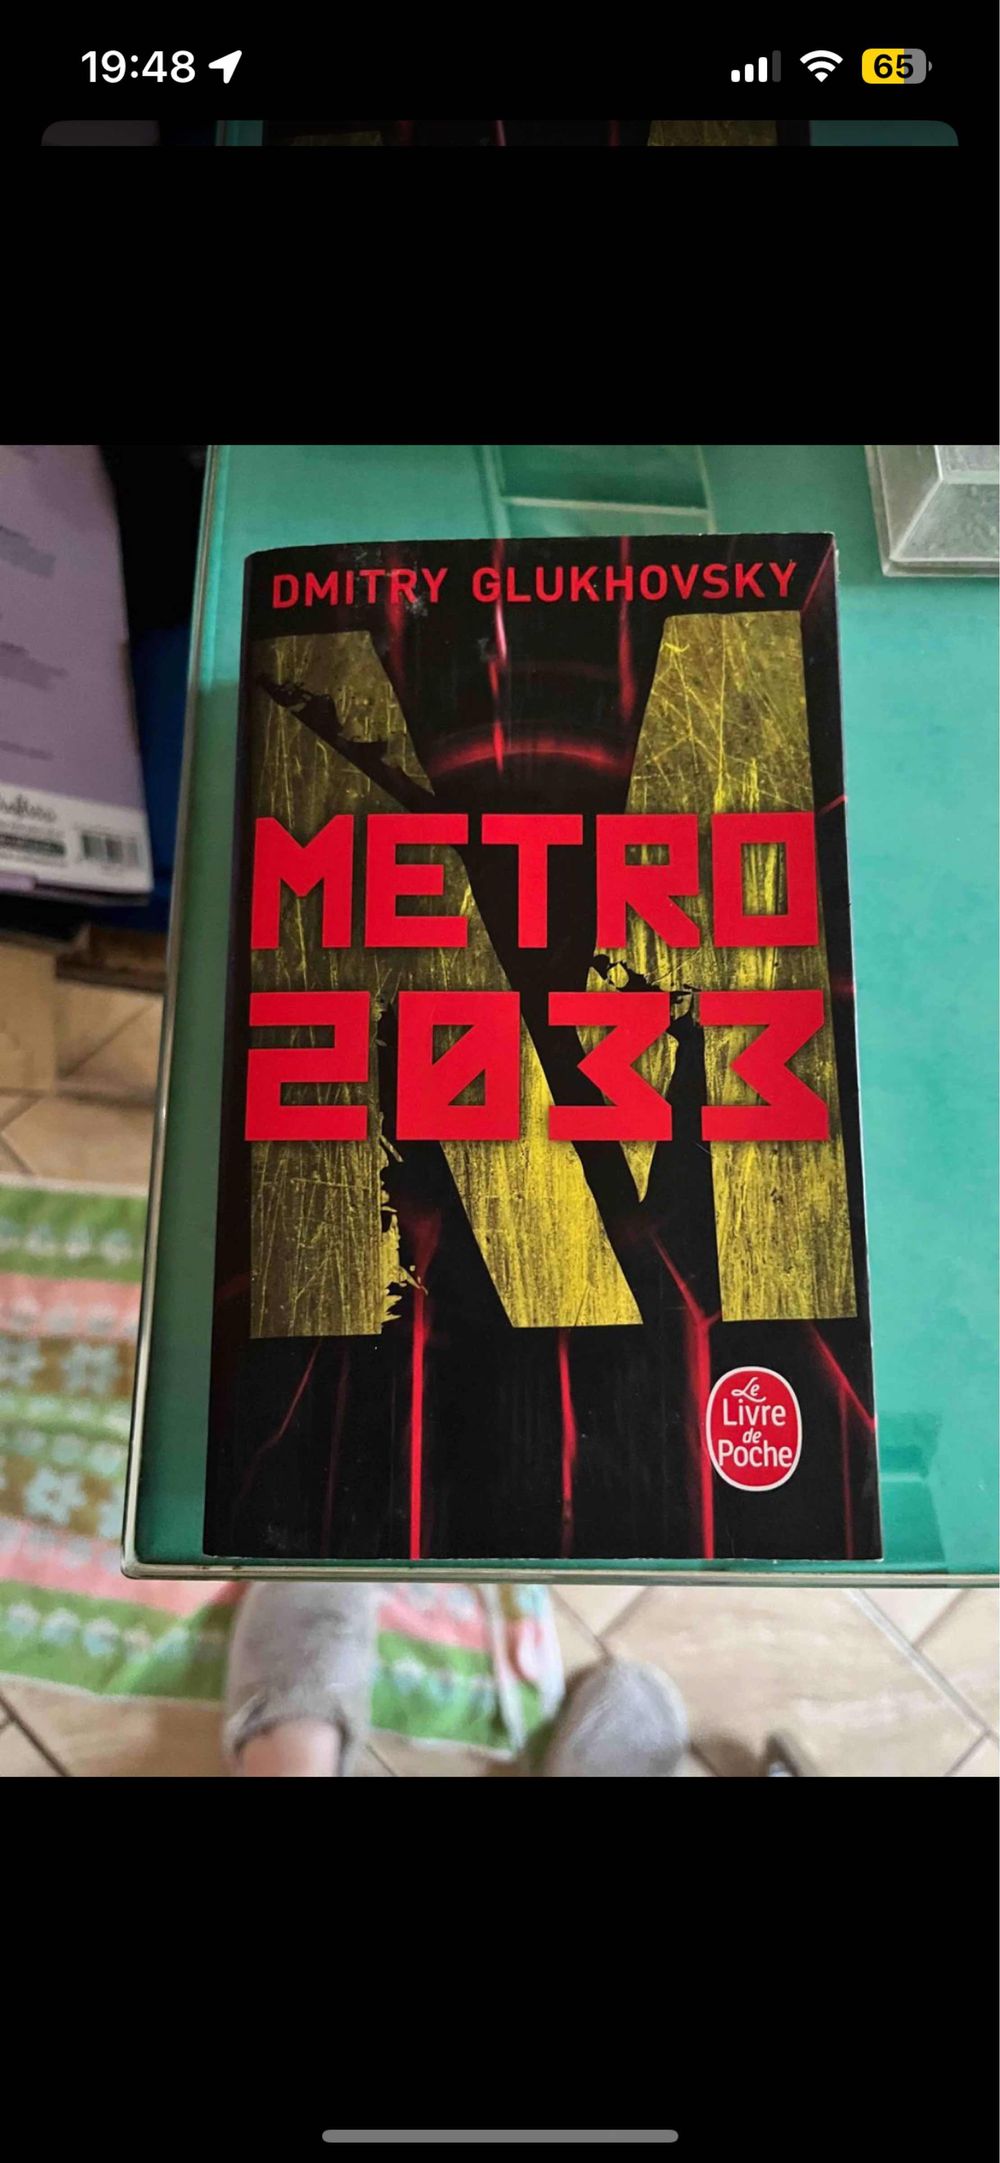 19:48
65
DMITRY GLUKHOVSKY
METRO
2033
Le
Livre
de
Poche